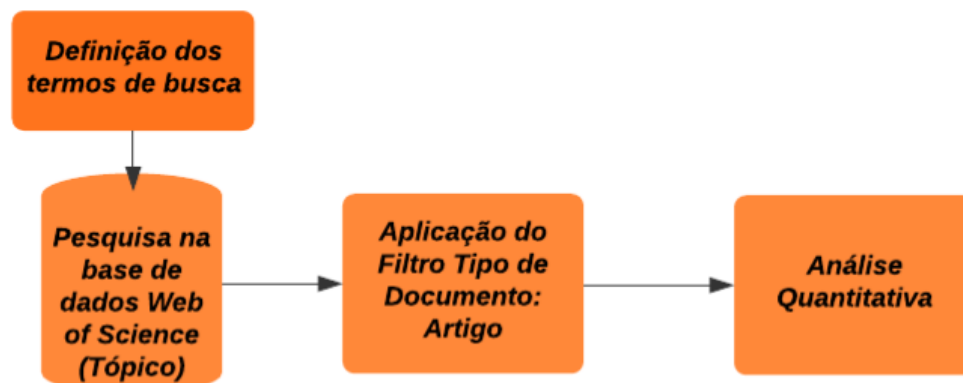 Definição dos
termos de busca
Pesquisa na
base de
dados Web
of Science
(Tópico)
Aplicação do
Filtro Tipo de
Documento:
Artigo
Análise
Quantitativa